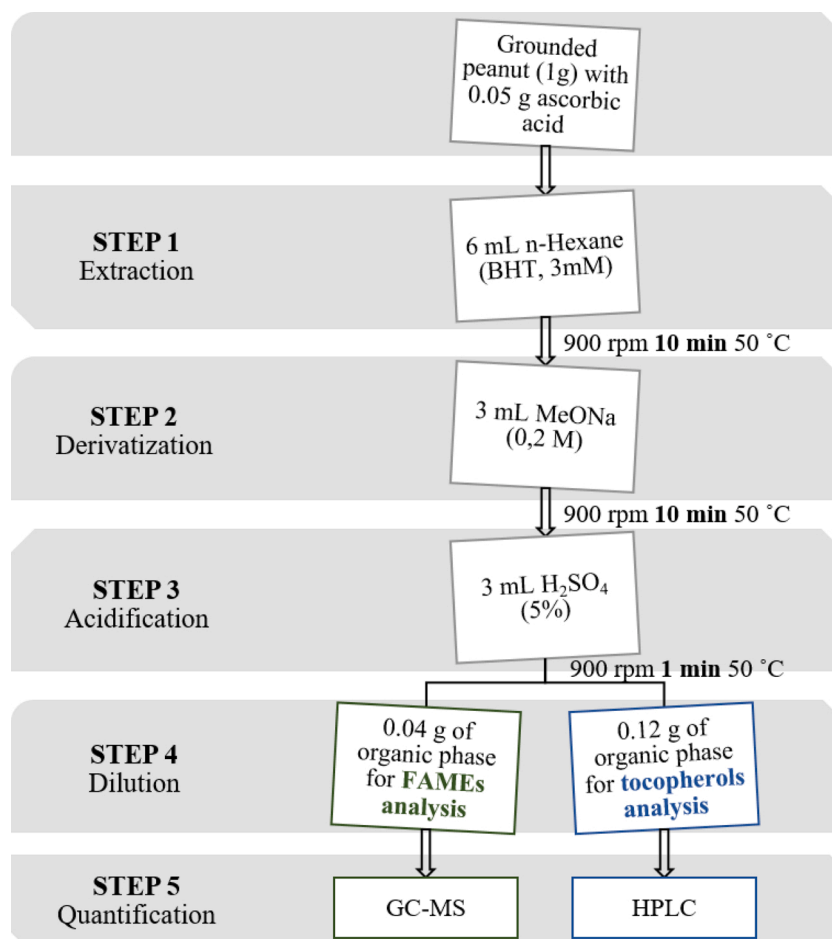 Grounded
peanut (1g) with
0.05 g ascorbic
acid
STEP 1
Extraction
6 mL n-Hexane
(BHT, 3mM)
900 rpm 10 min 50 ˚C
STEP 2
Derivatization
3 mL MeONa
(0,2 M)
900 rpm 10 min 50 ˚C
STEP 3
Acidification
3 mL H₂SO₄
(5%)
900 rpm 1 min 50 ˚C
STEP 4
Dilution
0.04 g of
organic phase
for FAMEs
analysis
0.12 g of
organic phase
for tocopherols
analysis
STEP 5
Quantification
GC-MS
HPLC